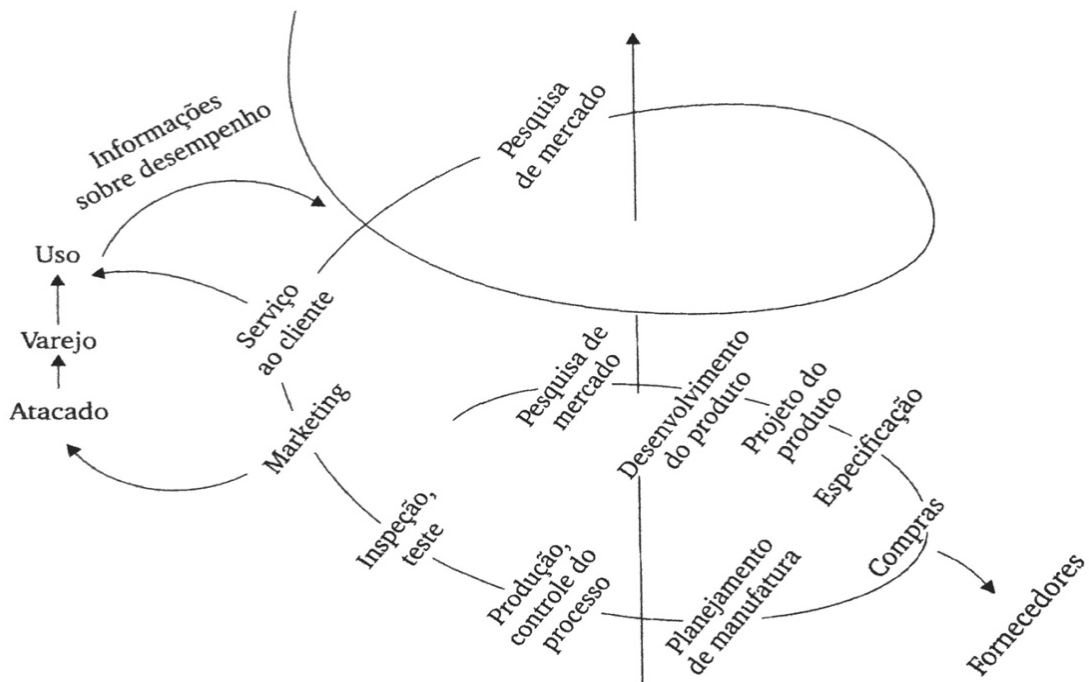 Informações
sobre desempenho
Pesquisa
de mercado
Uso
Varejo
Atacado
Serviço
ao cliente
Marketing
Pesquisa de
mercado
Desenvolvimento
do produto
Projeto do
produto
Especificação
Compras
Fornecedores
Inspeção,
teste
Produção,
controle do
processo
Planejamento
de manufatura